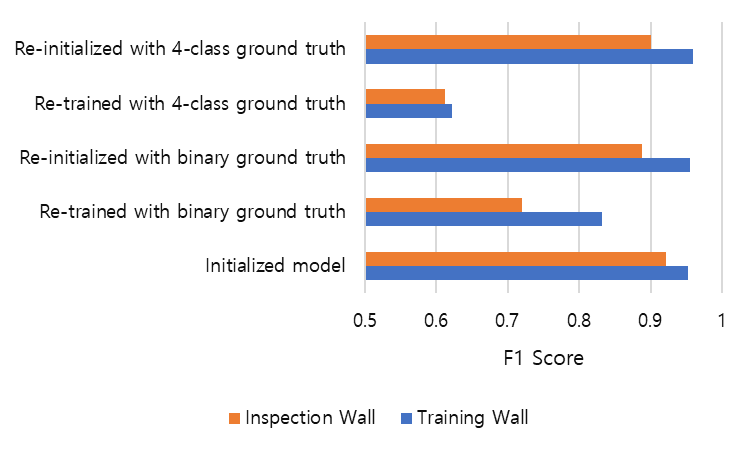 Re-initialized with 4-class ground truth
Re-trained with 4-class ground truth
Re-initialized with binary ground truth
Re-trained with binary ground truth
Initialized model
0.5 0.6 0.7 0.8 0.9 1
F1 Score
Inspection Wall Training Wall